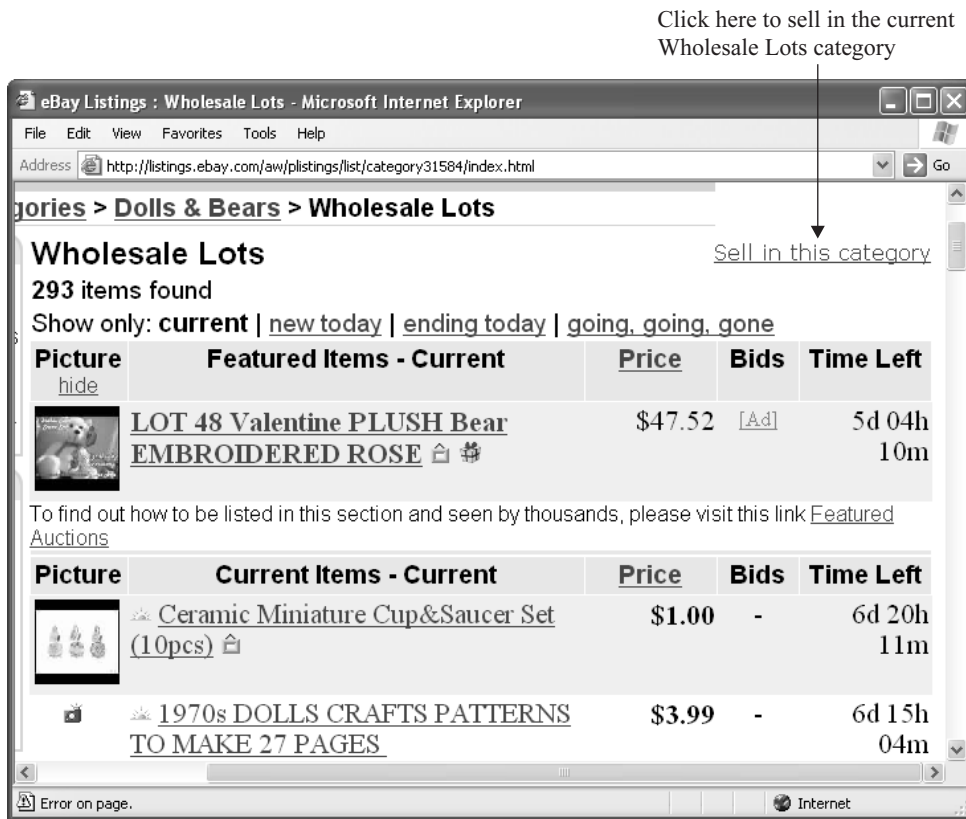 Click here to sell in the current
Wholesale Lots category
eBay Listings : Wholesale Lots - Microsoft Internet Explorer
File Edit View Favorites Tools Help
Address http://listings.ebay.com/aw/plistings/list/category31584/index.html Go
gories > Dolls & Bears > Wholesale Lots
Wholesale Lots Sell in this category
293 items found
Show only: current | new today | ending today | going, going, gone
Picture Featured Items - Current Price Bids Time Left
hide
LOT 48 Valentine PLUSH Bear $47.52 [Ad] 5d 04h
EMBROIDERED ROSE 10m
To find out how to be listed in this section and seen by thousands, please visit this link Featured
Auctions
Picture Current Items - Current Price Bids Time Left
Ceramic Miniature Cup&Saucer Set $1.00 - 6d 20h
(10pcs) 11m
1970s DOLLS CRAFTS PATTERNS $3.99 - 6d 15h
TO MAKE 27 PAGES 04m
Error on page. Internet